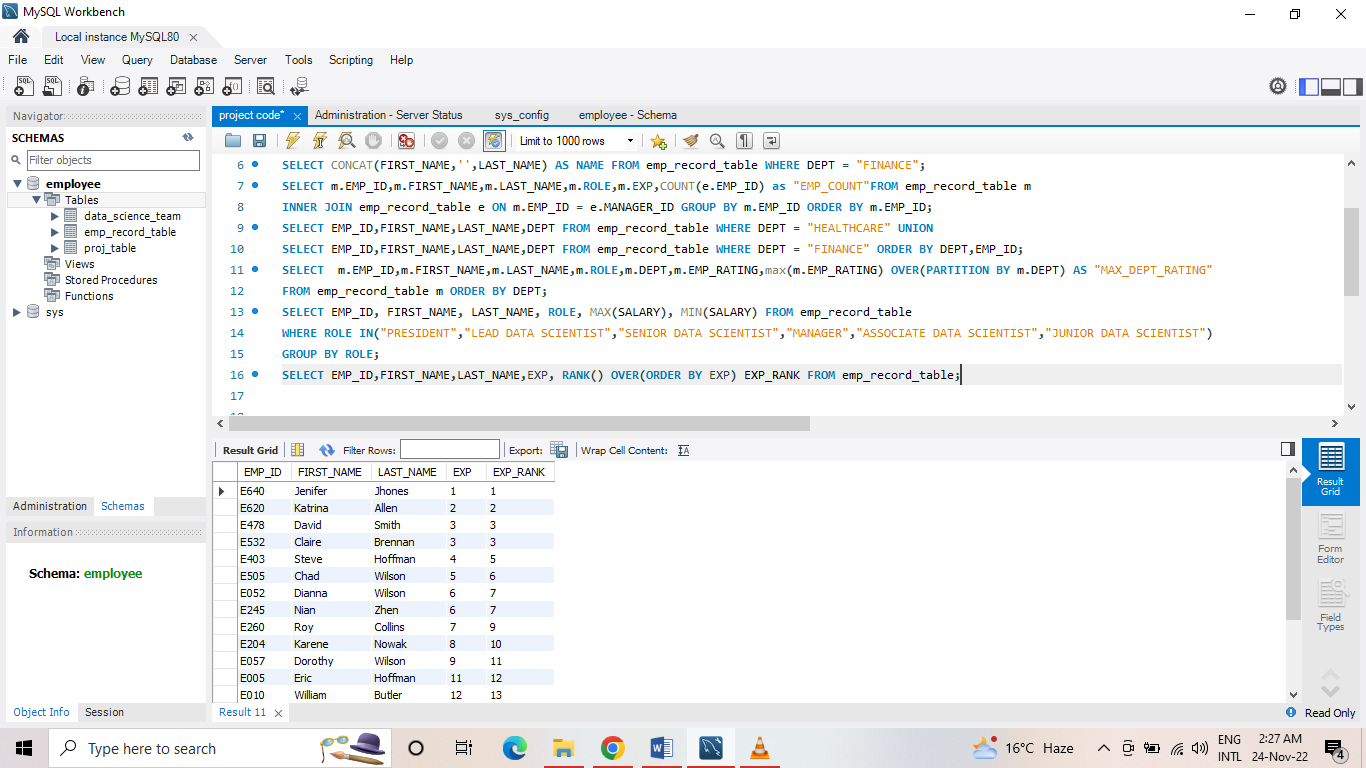 MySQL Workbench
Local instance MySQL80
File Edit View Query Database Server Tools Scripting Help
Navigator
SCHEMAS
Filter objects
employee
Tables
data_science_team
emp_record_table
proj_table
Views
Stored Procedures
Functions
sys
Administration Schemas
Information
Schema: employee
Object Info Session
project code* Administration - Server Status sys_config employee - Schema
Limit to 1000 rows
6 SELECT CONCAT(FIRST_NAME,'',LAST_NAME) AS NAME FROM emp_record_table WHERE DEPT = "FINANCE";
7 SELECT m.EMP_ID,m.FIRST_NAME,m.LAST_NAME,m.ROLE,m.EXP,COUNT(e.EMP_ID) as "EMP_COUNT"FROM emp_record_table m
8 INNER JOIN emp_record_table e ON m.EMP_ID = e.MANAGER_ID GROUP BY m.EMP_ID ORDER BY m.EMP_ID;
9 SELECT EMP_ID,FIRST_NAME,LAST_NAME,DEPT FROM emp_record_table WHERE DEPT = "HEALTHCARE" UNION
10 SELECT EMP_ID,FIRST_NAME,LAST_NAME,DEPT FROM emp_record_table WHERE DEPT = "FINANCE" ORDER BY DEPT,EMP_ID;
11 SELECT  m.EMP_ID,m.FIRST_NAME,m.LAST_NAME,m.ROLE,m.DEPT,m.EMP_RATING,max(m.EMP_RATING) OVER(PARTITION BY m.DEPT) AS "MAX_DEPT_RATING"
12 FROM emp_record_table m ORDER BY DEPT;
13 SELECT EMP_ID, FIRST_NAME, LAST_NAME, ROLE, MAX(SALARY), MIN(SALARY) FROM emp_record_table
14 WHERE ROLE IN("PRESIDENT","LEAD DATA SCIENTIST","SENIOR DATA SCIENTIST","MANAGER","ASSOCIATE DATA SCIENTIST","JUNIOR DATA SCIENTIST")
15 GROUP BY ROLE;
16 SELECT EMP_ID,FIRST_NAME,LAST_NAME,EXP, RANK() OVER(ORDER BY EXP) EXP_RANK FROM emp_record_table;
17
Result Grid Filter Rows: Export: Wrap Cell Content:
EMP_ID FIRST_NAME LAST_NAME EXP EXP_RANK
E640 Jenifer Jhones 1 1
E620 Katrina Allen 2 2
E478 David Smith 3 3
E532 Claire Brennan 3 3
E403 Steve Hoffman 4 5
E505 Chad Wilson 5 6
E052 Dianna Wilson 6 7
E245 Nian Zhen 6 7
E260 Roy Collins 7 9
E204 Karene Nowak 8 10
E057 Dorothy Wilson 9 11
E005 Eric Hoffman 11 12
E010 William Butler 12 13
Result
Grid
Form
Editor
Field
Types
Result 11
Read Only
Type here to search
16°C Haze
ENG
INTL
2:27 AM
24-Nov-22
4